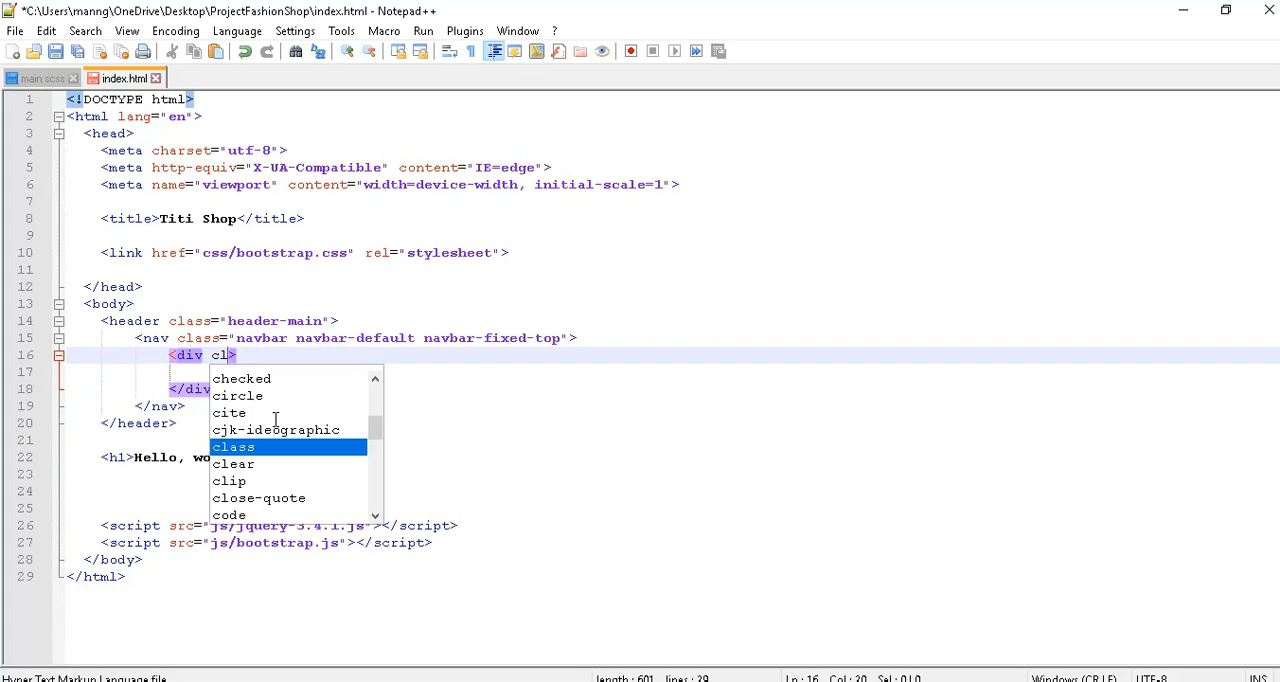 *C:\Users\manng\OneDrive\Desktop\ProjectFashionShop\index.html - Notepad++
File Edit Search View Encoding Language Settings Tools Macro Run Plugins Window ?
main.scss index.html
1 <!DOCTYPE html>
2 <html lang="en">
3 <head>
4 <meta charset="utf-8">
5 <meta http-equiv="X-UA-Compatible" content="IE=edge">
6 <meta name="viewport" content="width=device-width, initial-scale=1">
7
8 <title>Titi Shop</title>
9
10 <link href="css/bootstrap.css" rel="stylesheet">
11
12 </head>
13 <body>
14 <header class="header-main">
15 <nav class="navbar navbar-default navbar-fixed-top">
16 <div cl>
17 checked
circle
18 </div
cite
19 </nav>
cjk-ideographic
20 </header>
class
21
clear
22 <h1>Hello, wo
clip
23
close-quote
24
code
25
26 <script src="js/jquery-3.4.1.js"></script>
27 <script src="js/bootstrap.js"></script>
28 </body>
29 </html>
Hyper Text Markup Language file length : 601 lines : 29 Ln : 16 Col : 20 Sel : 0 | 0 Windows (CR LF) UTF-8 INS